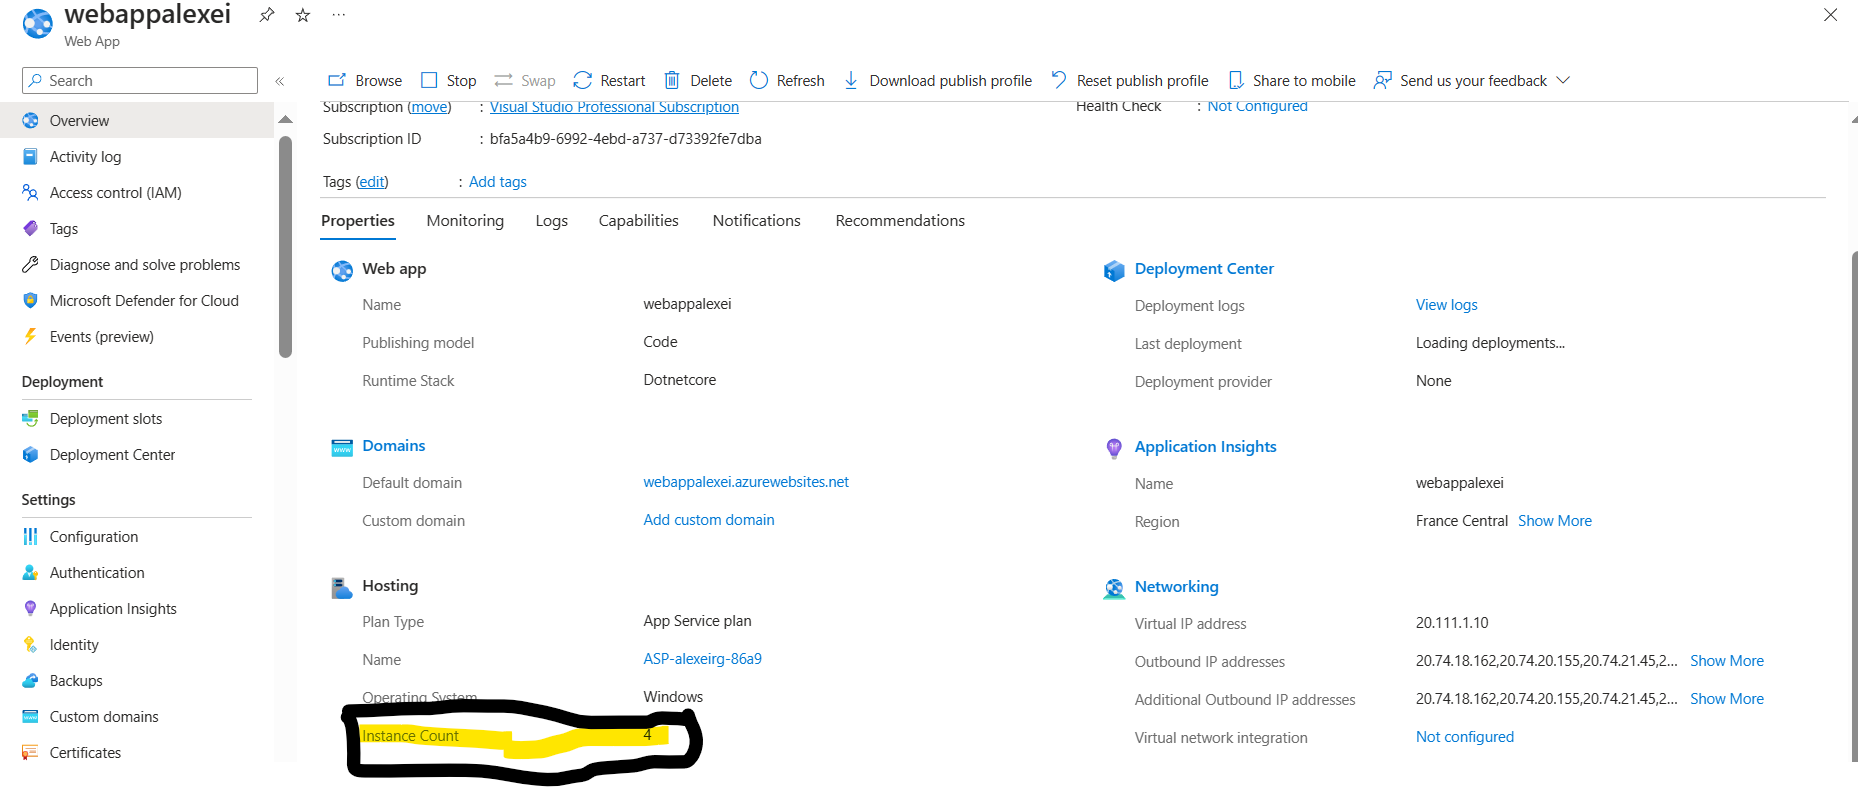 webappalexei ...
Web App
Search «
Browse Stop Swap Restart Delete Refresh Download publish profile Reset publish profile Share to mobile Send us your feedback
Overview
Activity log
Access control (IAM)
Tags
Diagnose and solve problems
Microsoft Defender for Cloud
Events (preview)
Deployment
Deployment slots
Deployment Center
Settings
Configuration
Authentication
Application Insights
Identity
Backups
Custom domains
Certificates
Subscription (move) : Visual Studio Professional Subscription
Health Check : Not Configured
Subscription ID : bfa5a4b9-6992-4ebd-a737-d73392fe7dba
Tags (edit) : Add tags
Properties Monitoring Logs Capabilities Notifications Recommendations
Web app
Name webappalexei
Publishing model Code
Runtime Stack Dotnetcore
Domains
Default domain webappalexei.azurewebsites.net
Custom domain Add custom domain
Hosting
Plan Type App Service plan
Name ASP-alexeirg-86a9
Operating System Windows
Instance Count 4
Deployment Center
Deployment logs View logs
Last deployment Loading deployments...
Deployment provider None
Application Insights
Name webappalexei
Region France Central Show More
Networking
Virtual IP address 20.111.1.10
Outbound IP addresses 20.74.18.162,20.74.20.155,20.74.21.45,2... Show More
Additional Outbound IP addresses 20.74.18.162,20.74.20.155,20.74.21.45,2... Show More
Virtual network integration Not configured